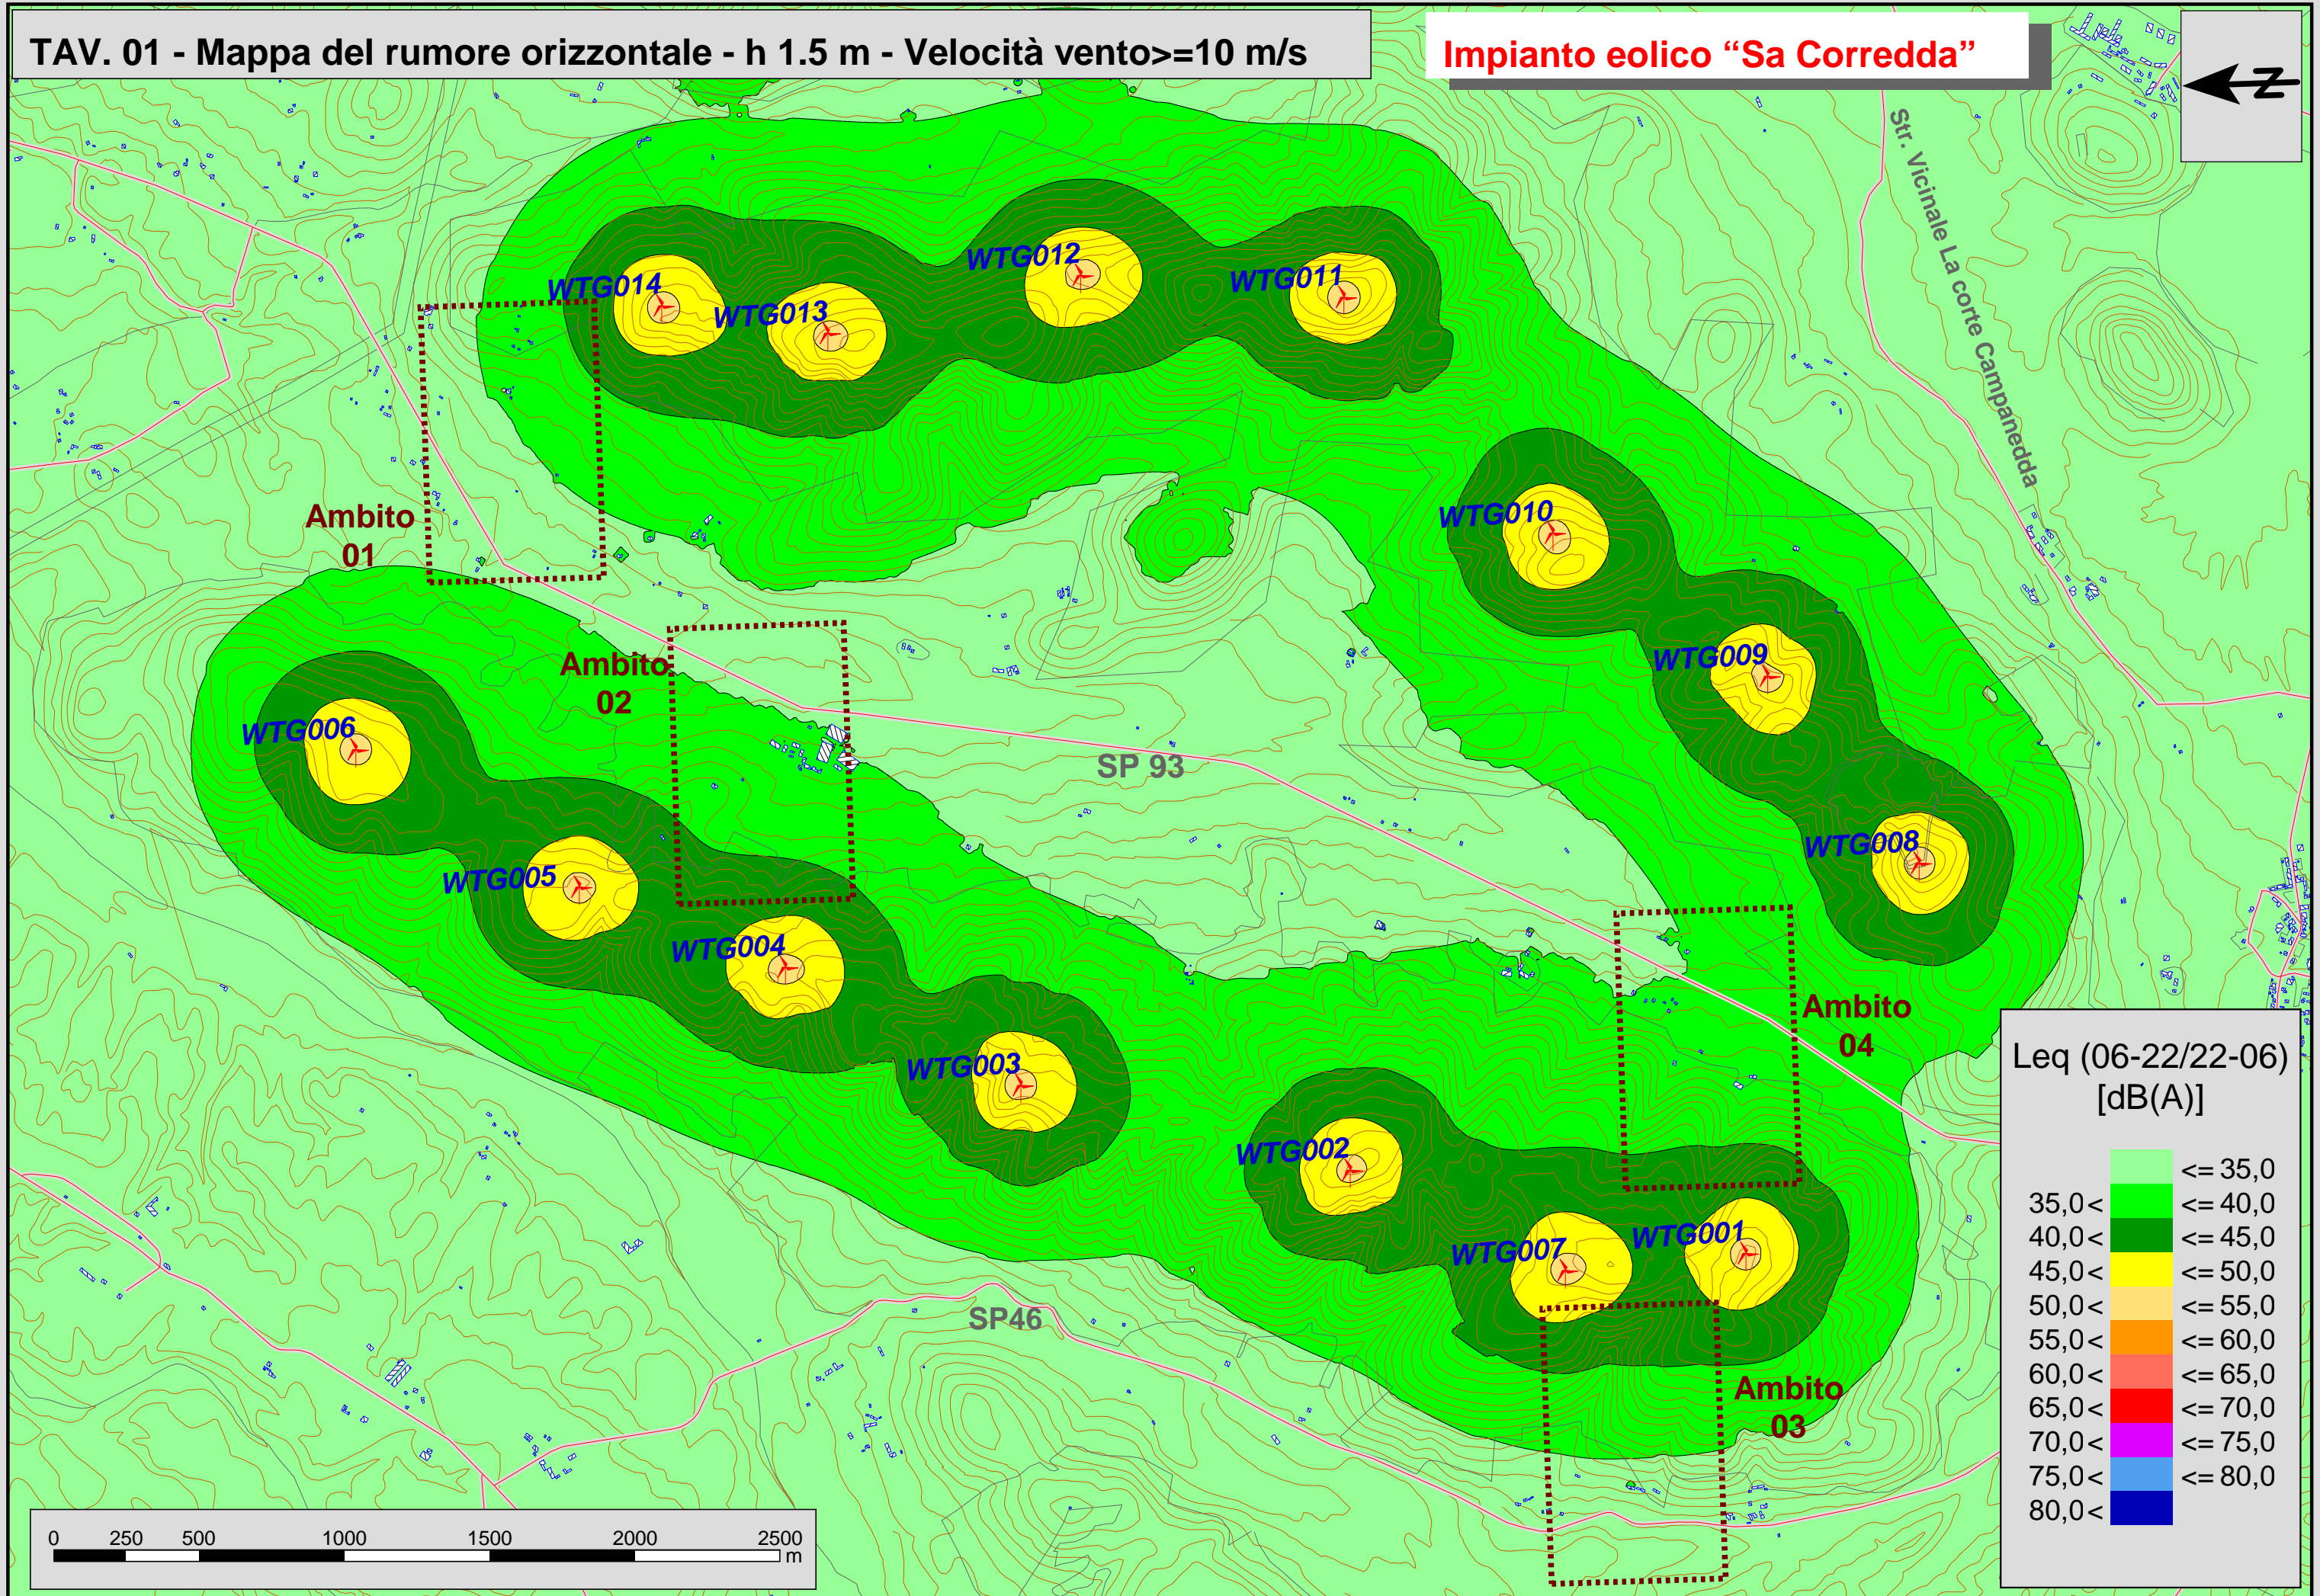 TAV. 01 - Mappa del rumore orizzontale - h 1.5 m - Velocità vento>=10 m/s
Impianto eolico “Sa Corredda”
N
Str. Vicinale La corte Campanedda
WTG014
WTG013
WTG012
WTG011
Ambito
01
WTG010
Ambito
02
WTG009
WTG006
SP 93
WTG008
WTG005
WTG004
Ambito
04
WTG003
WTG002
WTG007
WTG001
SP46
Ambito
03
Leq (06-22/22-06)
[dB(A)]
<= 35,0
35,0 < <= 40,0
40,0 < <= 45,0
45,0 < <= 50,0
50,0 < <= 55,0
55,0 < <= 60,0
60,0 < <= 65,0
65,0 < <= 70,0
70,0 < <= 75,0
75,0 < <= 80,0
80,0 <
0 250 500 1000 1500 2000 2500
m